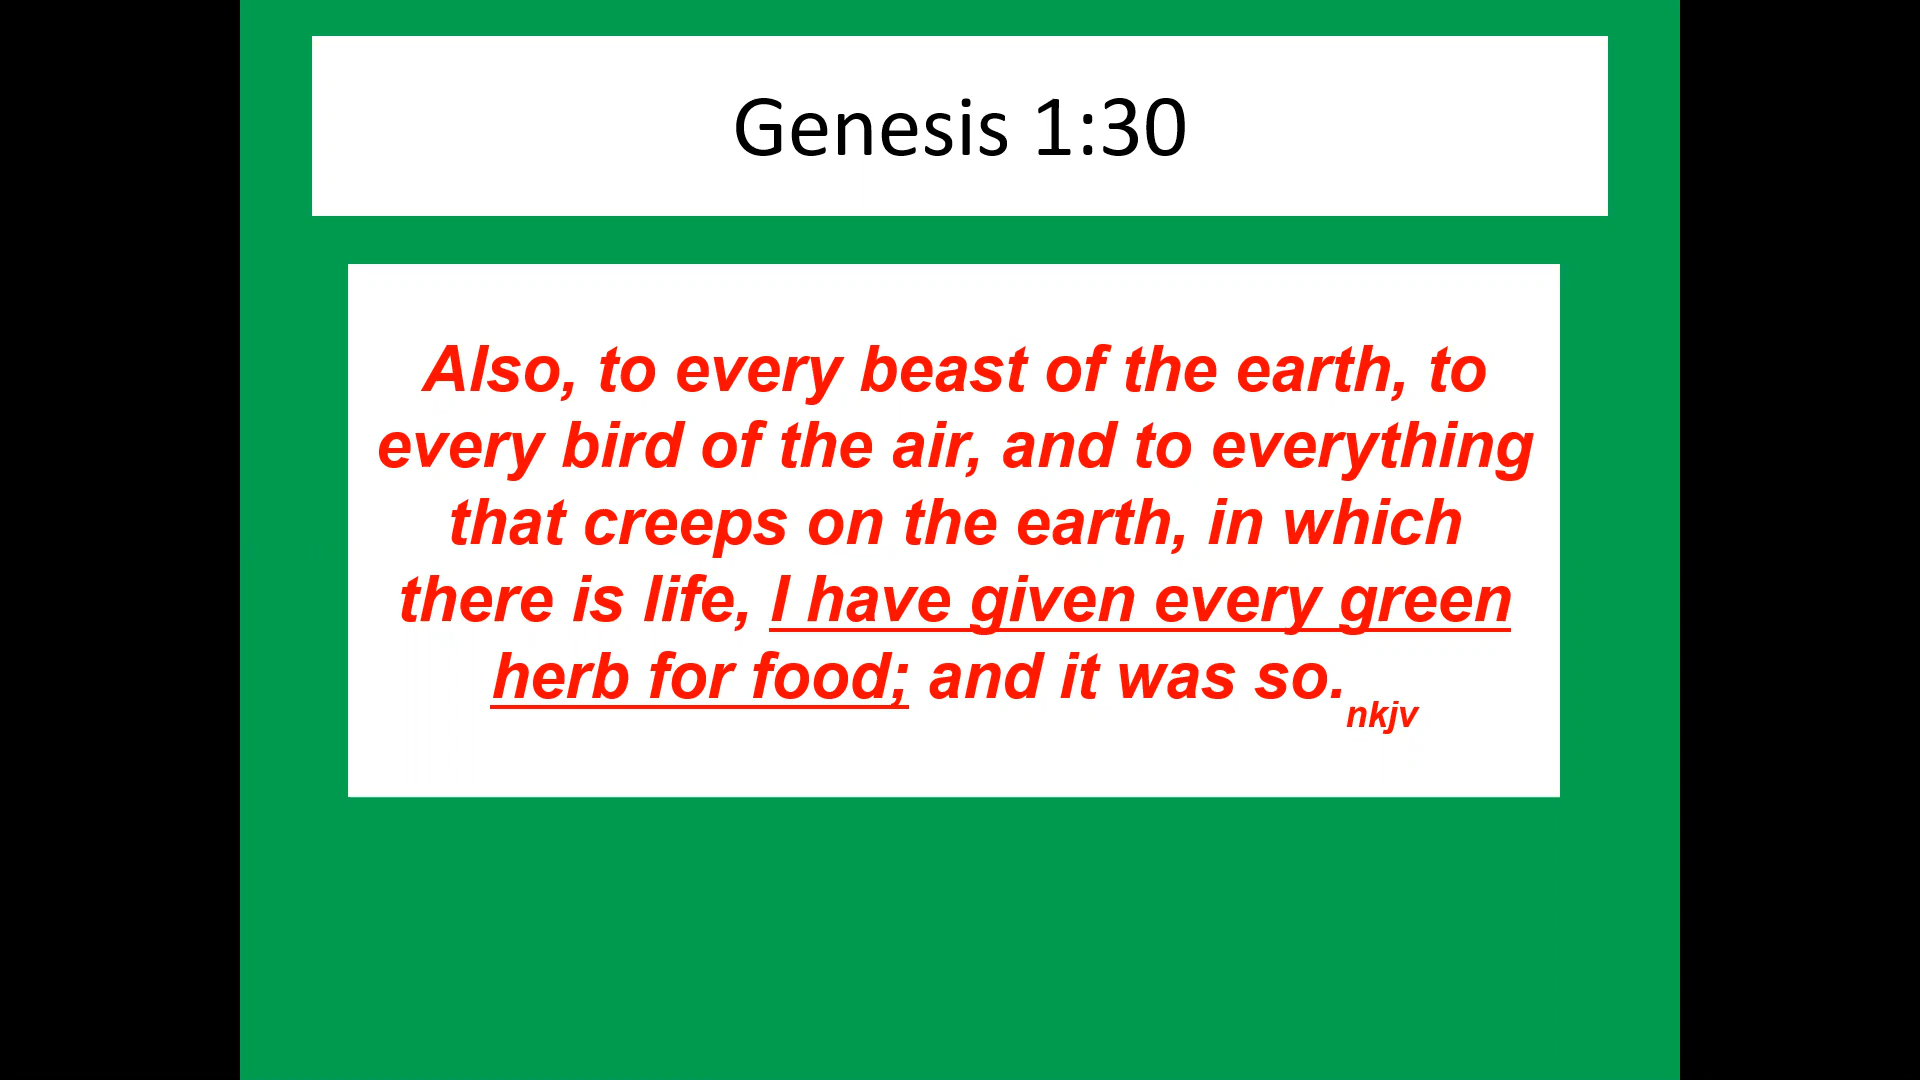 Genesis 1:30
Also, to every beast of the earth, to
every bird of the air, and to everything
that creeps on the earth, in which
there is life, I have given every green
herb for food; and it was so. nkjv